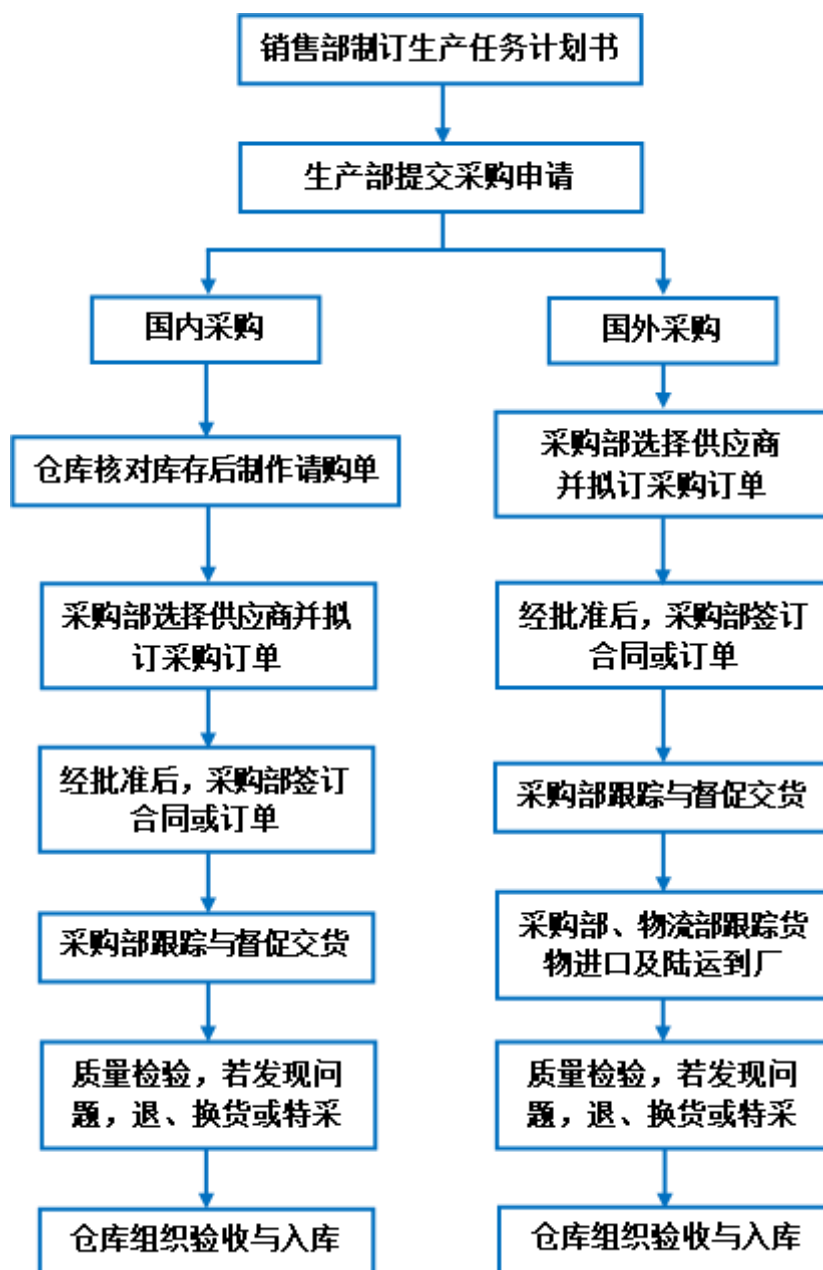 销售部制订生产任务计划书
生产部提交采购申请
国内采购
仓库核对库存后制作请购单
采购部选择供应商并拟
订采购订单
经批准后，采购部签订
合同或订单
采购部跟踪与督促交货
质量检验，若发现问
题，退、换货或特采
仓库组织验收与入库
国外采购
采购部选择供应商
并拟订采购订单
经批准后，采购部签订
合同或订单
采购部跟踪与督促交货
采购部、物流部跟踪货
物进口及陆运到厂
质量检验，若发现问
题，退、换货或特采
仓库组织验收与入库